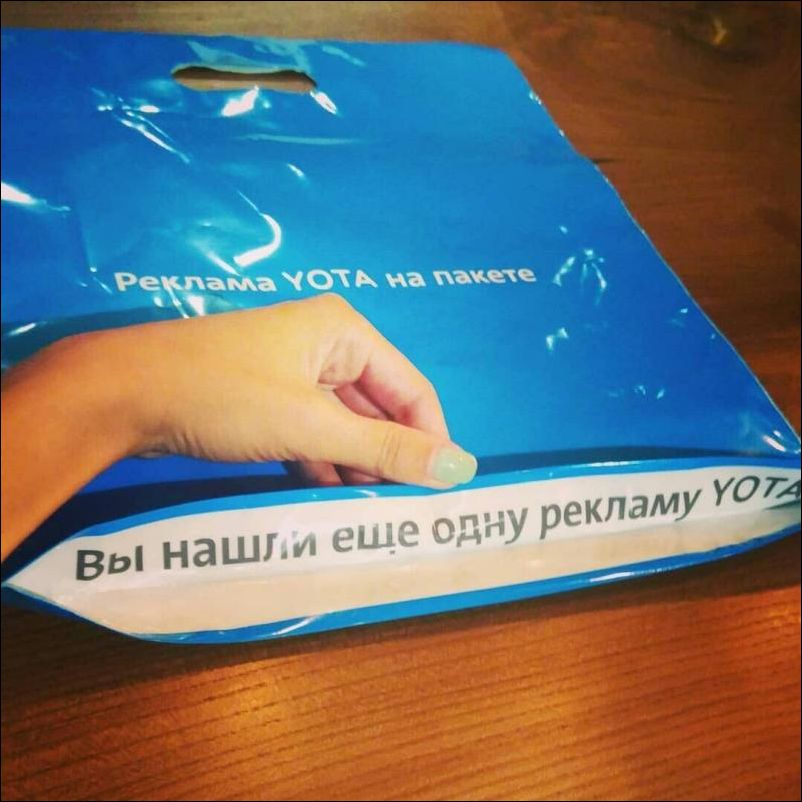 Реклама YOTA на пакете
Вы нашли еще одну рекламу YOTA